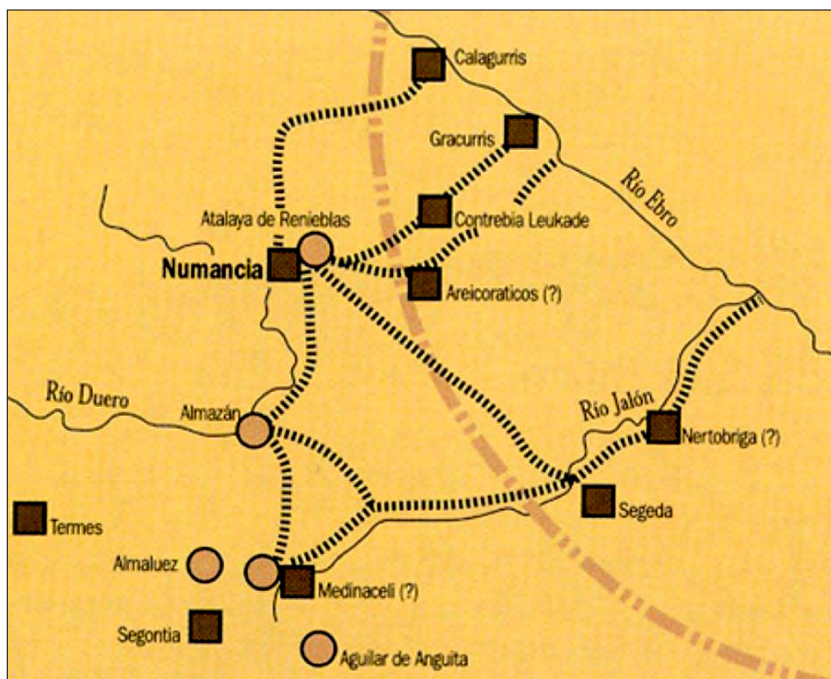 Calagurris
Gracurris
Río Ebro
Contrebia Leukade
Atalaya de Renieblas
Numancia
Areicoraticos (?)
Río Duero
Almazán
Río Jalón
Nertobriga (?)
Segeda
Termes
Almaluez
Medinaceli (?)
Segontia
Aguilar de Anguita